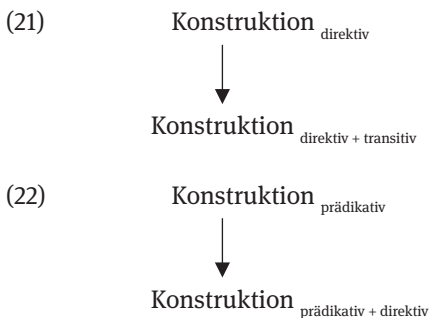 (21) Konstruktion direktiv
Konstruktion direktiv + transitiv
(22) Konstruktion prädikativ
Konstruktion prädikativ + direktiv